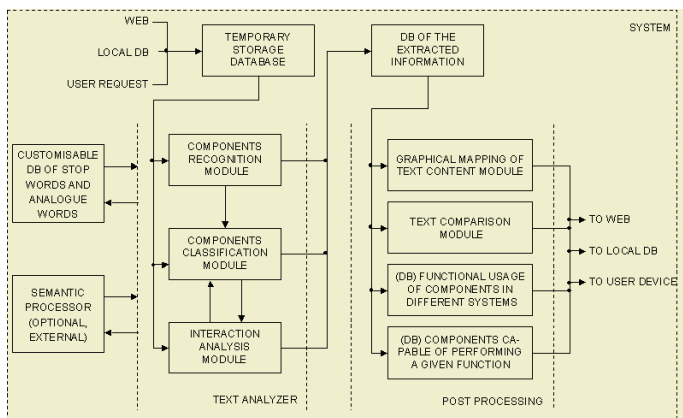 WEB
LOCAL DB
USER REQUEST
TEMPORARY
STORAGE
DATABASE
DB OF THE
EXTRACTED
INFORMATION
SYSTEM
CUSTOMISABLE
DB OF STOP
WORDS AND
ANALOGUE
WORDS
SEMANTIC
PROCESSOR
(OPTIONAL,
EXTERNAL)
COMPONENTS
RECOGNITION
MODULE
COMPONENTS
CLASSIFICATION
MODULE
INTERACTION
ANALYSIS
MODULE
TEXT ANALYZER
GRAPHICAL MAPPING OF
TEXT CONTENT MODULE
TEXT COMPARISON
MODULE
(DB) FUNCTIONAL USAGE
OF COMPONENTS IN
DIFFERENT SYSTEMS
(DB) COMPONENTS CA-
PABLE OF PERFORMING
A GIVEN FUNCTION
POST PROCESSING
TO WEB
TO LOCAL DB
TO USER DEVICE